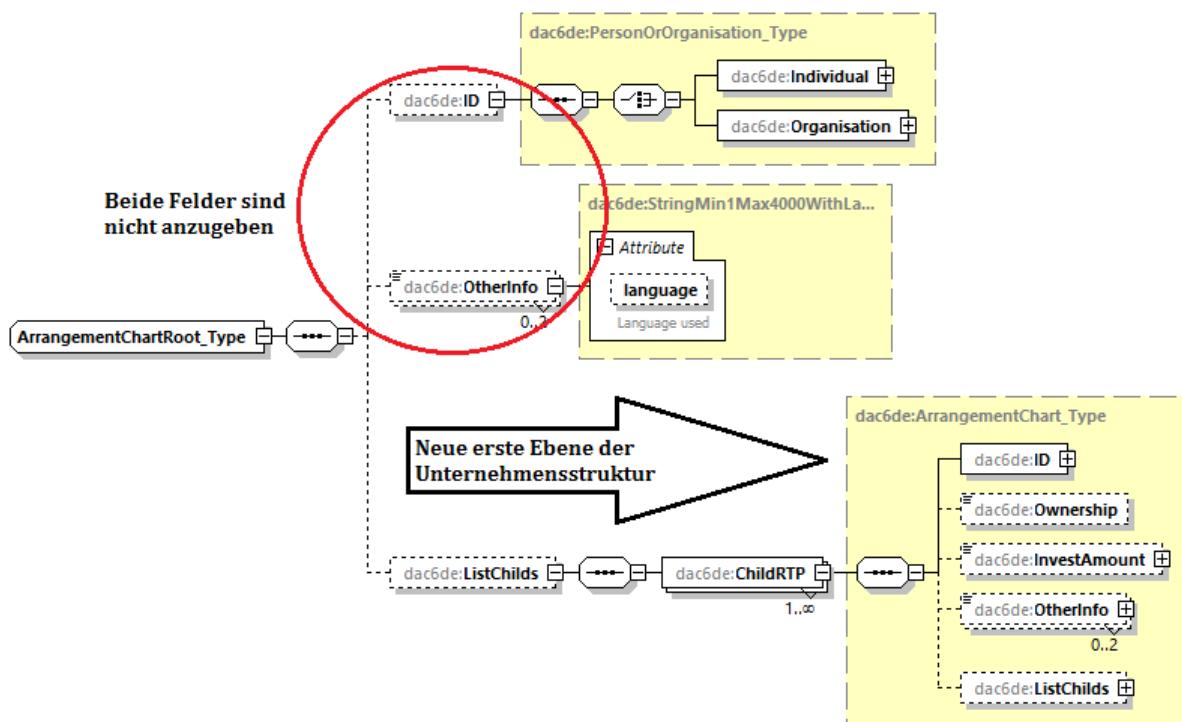 dac6de:PersonOrOrganisation_Type
dac6de:Individual
dac6de:ID
dac6de:Organisation
Beide Felder sind
nicht anzugeben
dac6de:StringMin1Max4000WithLa...
Attribute
dac6de:OtherInfo
language
0..2
Language used
ArrangementChartRoot_Type
dac6de:ArrangementChart_Type
Neue erste Ebene der
Unternehmensstruktur
dac6de:ID
dac6de:Ownership
dac6de:InvestAmount
dac6de:ListChilds
dac6de:ChildRTP
1..∞
dac6de:OtherInfo
0..2
dac6de:ListChilds